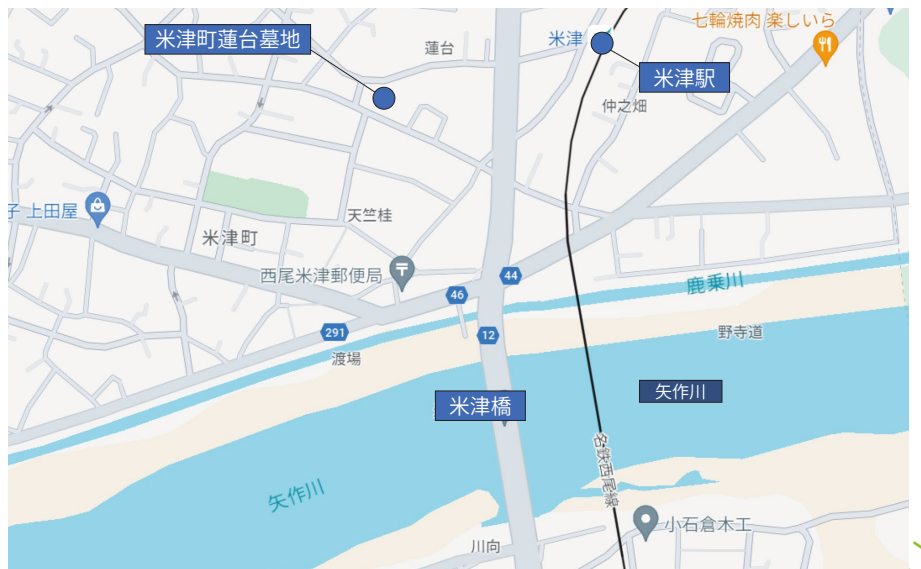 七輪焼肉 楽しいら
米津町蓮台墓地
蓮台
米津
米津駅
仲之畑
子 上田屋
天竺桂
米津町
西尾米津郵便局
44
46
鹿乗川
291
12
野寺道
渡場
米津橋
矢作川
名鉄西尾線
矢作川
小石倉木工
川向